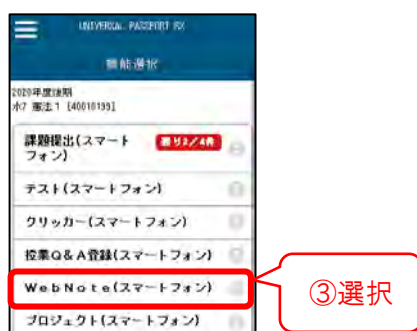 UNIVERSAL PASSPORT RX
機能選択
2020年度後期
水7 憲法1 [40010199]
課題提出(スマート
フォン)
残り2/4件
テスト(スマートフォン)
クリッカー(スマートフォン)
授業Q&A登録(スマートフォン)
WebNote(スマートフォン)
③選択
プロジェクト(スマートフォン)